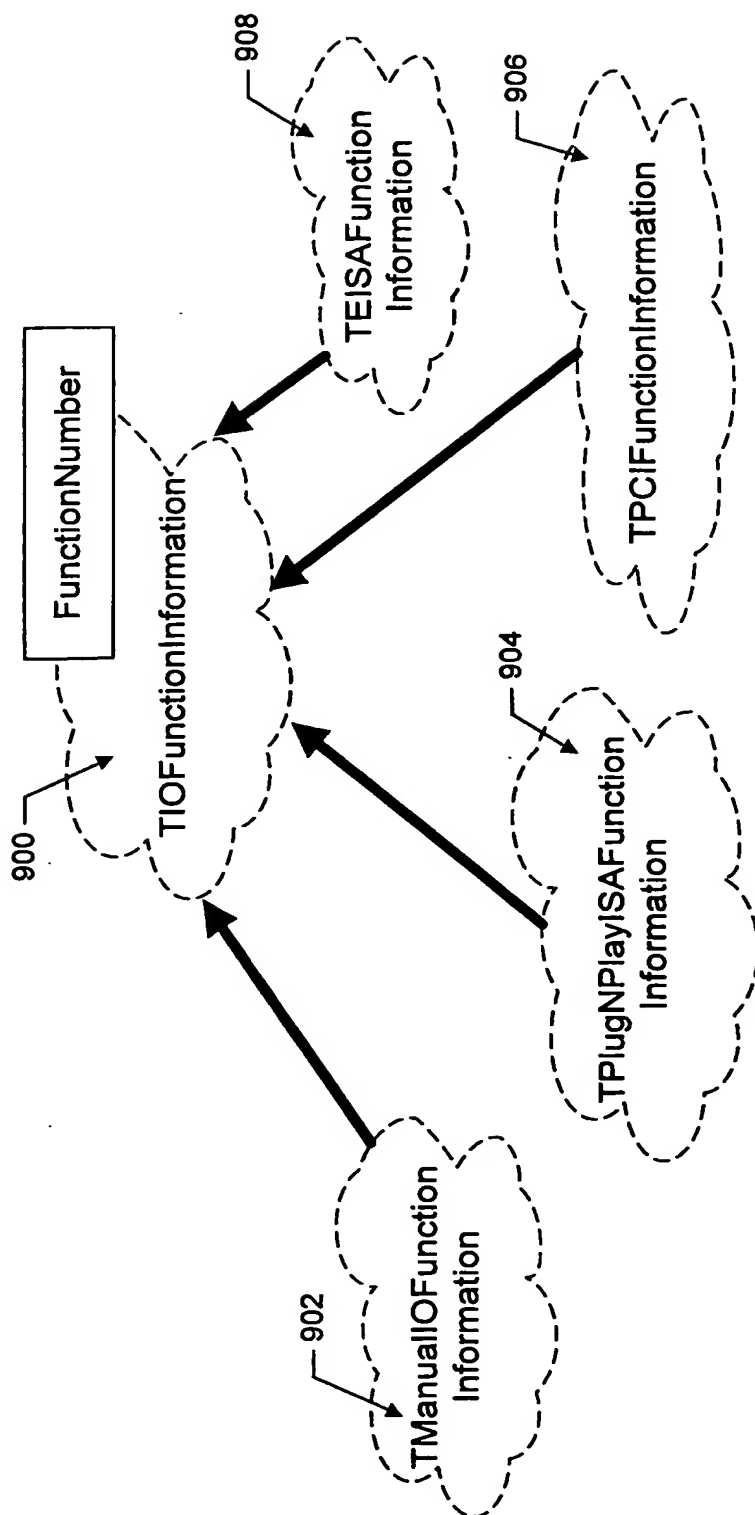 FunctionNumber
900
TIOFunctionInformation
908
TEISAFunction
Information
902
TManualIOFunction
Information
904
TPlugNPlayISAFunction
Information
906
TPCIFunctionInformation